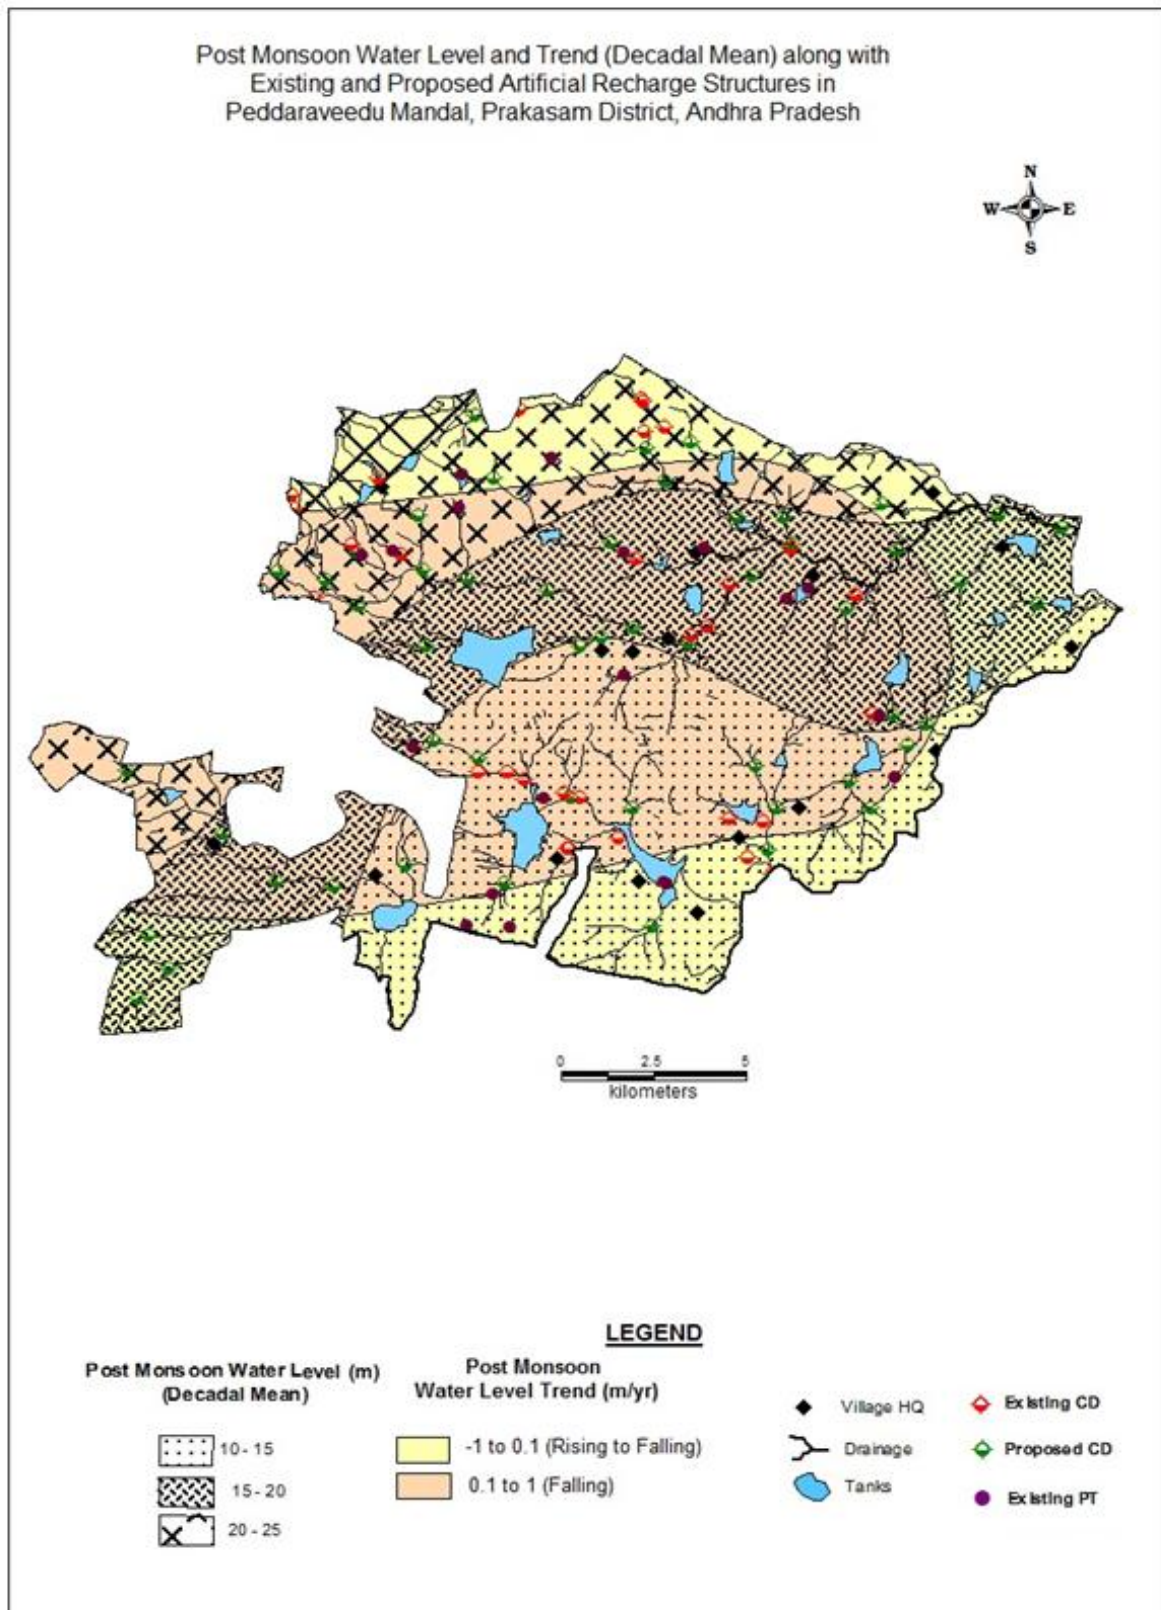 Post Monsoon Water Level and Trend (Decadal Mean) along with
Existing and Proposed Artificial Recharge Structures in
Peddaraveedu Mandal, Prakasam District, Andhra Pradesh
N
W E
S
0 2.5 5
kilometers
LEGEND
Post Monsoon Water Level (m)
(Decadal Mean)
10 - 15
15 - 20
20 - 25
Post Monsoon
Water Level Trend (m/yr)
-1 to 0.1 (Rising to Falling)
0.1 to 1 (Falling)
Village HQ
Drainage
Tanks
Existing CD
Proposed CD
Existing PT